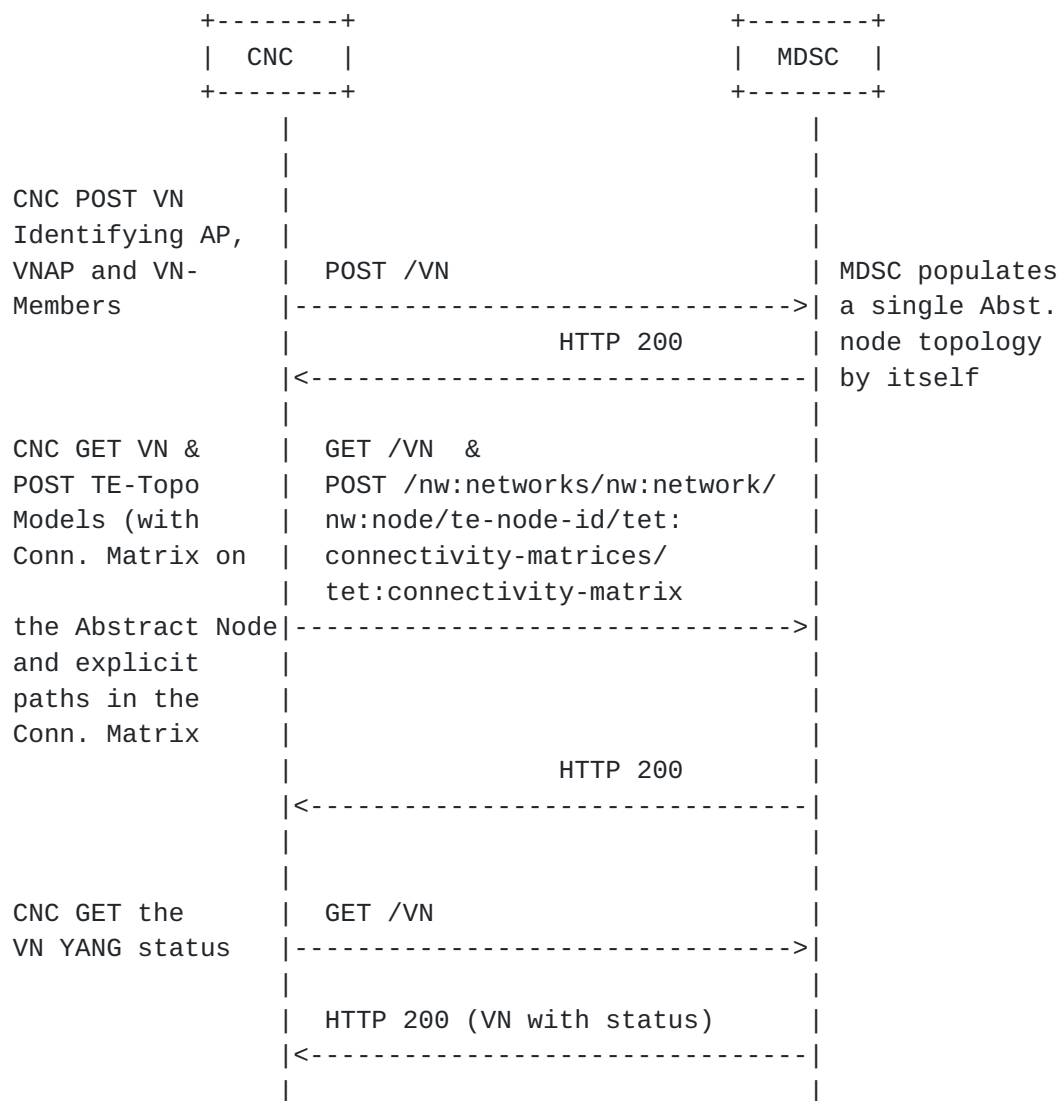 +--------+                        +--------+
|  CNC   |                        |  MDSC  |
+--------+                        +--------+
|                                 |
|                                 |
CNC POST VN      |                                 |
Identifying AP,  |                                 |
VNAP and VN-     |  POST /VN                       | MDSC populates
Members          |-------------------------------->| a single Abst.
|                 HTTP 200        | node topology
|<--------------------------------| by itself
|                                 |
CNC GET VN &     |  GET /VN  &                     |
POST TE-Topo     |  POST /nw:networks/nw:network/  |
Models (with     |  nw:node/te-node-id/tet:        |
Conn. Matrix on  |  connectivity-matrices/         |
|  tet:connectivity-matrix        |
the Abstract Node|-------------------------------->|
and explicit     |                                 |
paths in the     |                                 |
Conn. Matrix     |                                 |
|                 HTTP 200        |
|<--------------------------------|
|                                 |
|                                 |
CNC GET the      |  GET /VN                        |
VN YANG status   |-------------------------------->|
|                                 |
|  HTTP 200 (VN with status)      |
|<--------------------------------|
|                                 |